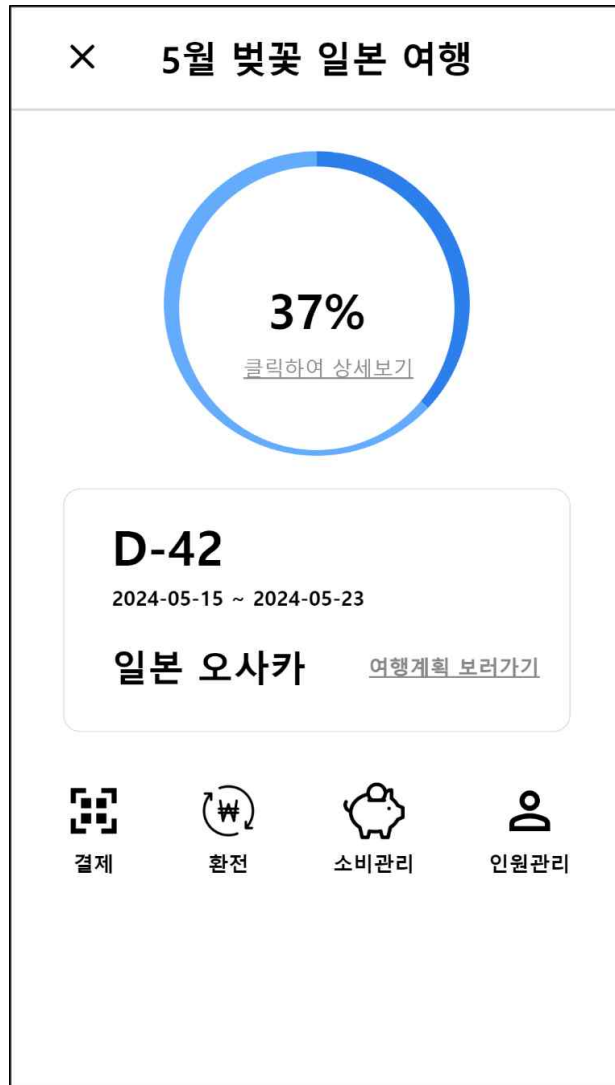 × 5월 벚꽃 일본 여행
37%
클릭하여 상세보기
D-42
2024-05-15 ~ 2024-05-23
일본 오사카 여행계획 보러가기
결제 환전 소비관리 인원관리